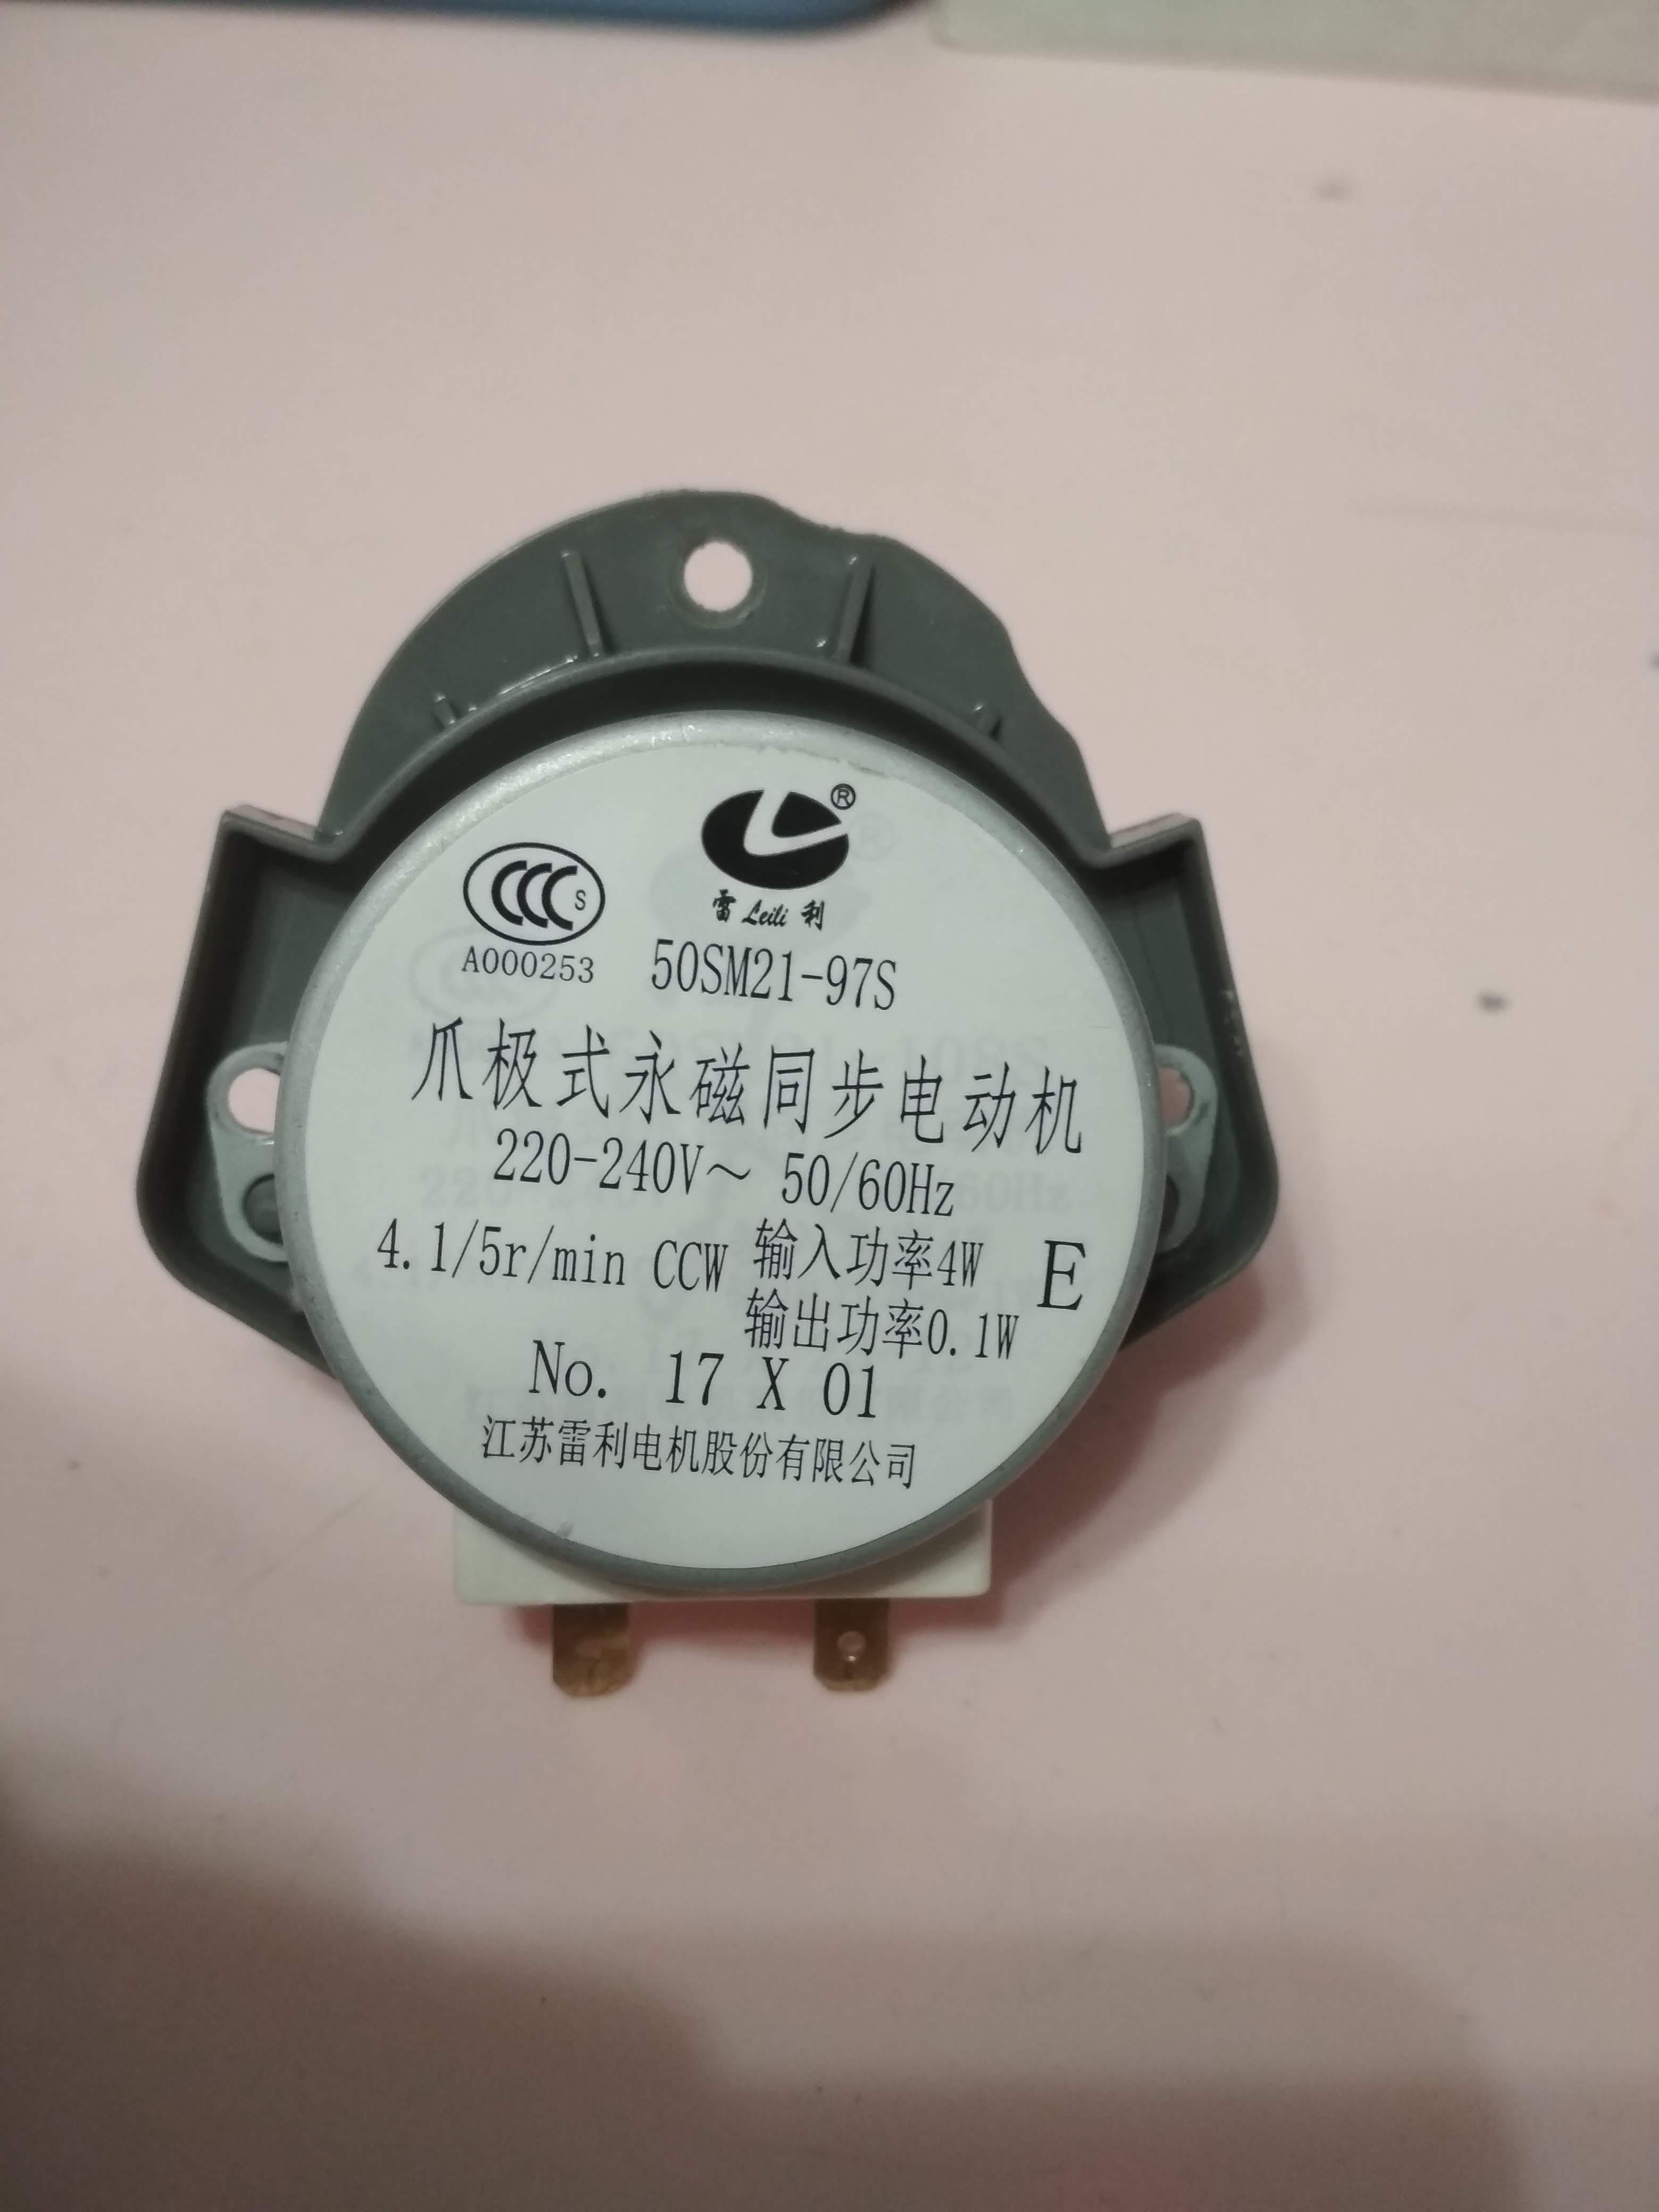 ®
CCC S
雷 Leili 利
A000253 50SM21-97S
爪极式永磁同步电动机
220-240V～ 50/60Hz
4.1/5r/min CCW 输入功率4W E
输出功率0.1W
No. 17 X 01
江苏雷利电机股份有限公司